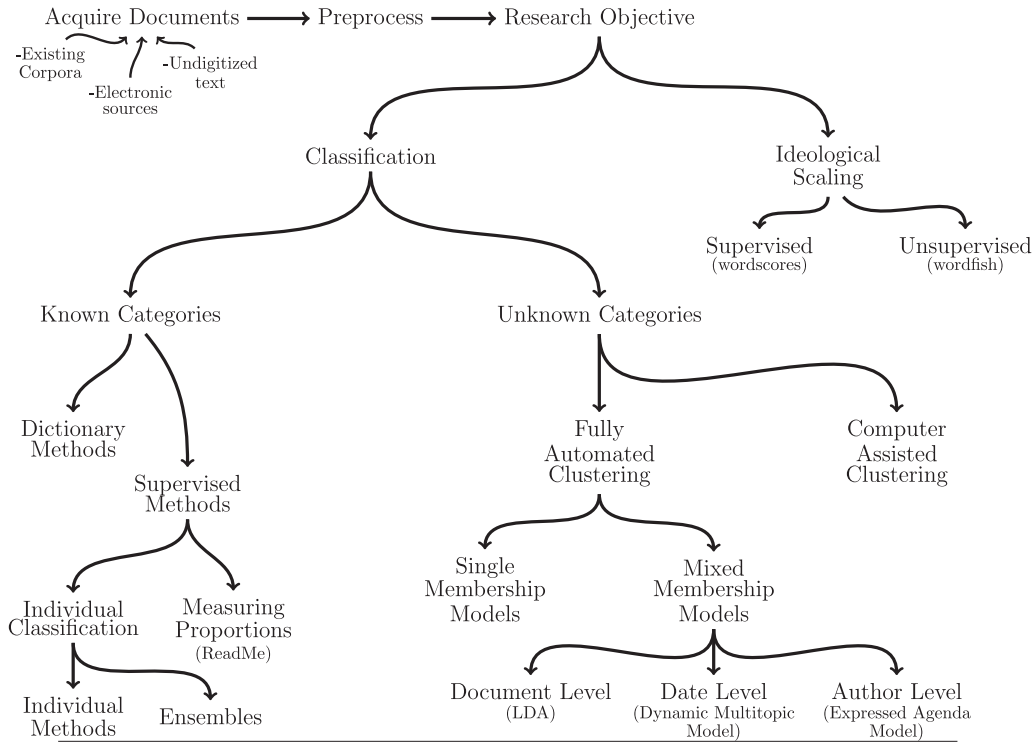 Acquire Documents
Preprocess
Research Objective
-Existing
Corpora
-Undigitized
text
-Electronic
sources
Classification
Ideological
Scaling
Supervised
(wordscores)
Unsupervised
(wordfish)
Known Categories
Unknown Categories
Dictionary
Methods
Fully
Automated
Clustering
Computer
Assisted
Clustering
Supervised
Methods
Single
Membership
Models
Mixed
Membership
Models
Individual
Classification
Measuring
Proportions
(ReadMe)
Individual
Methods
Ensembles
Document Level
(LDA)
Date Level
(Dynamic Multitopic
Model)
Author Level
(Expressed Agenda
Model)